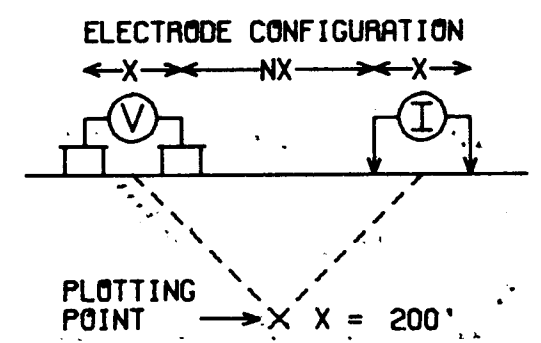 ELECTRODE CONFIGURATION
X NX X
V I
PLOTTING
POINT X X = 200'